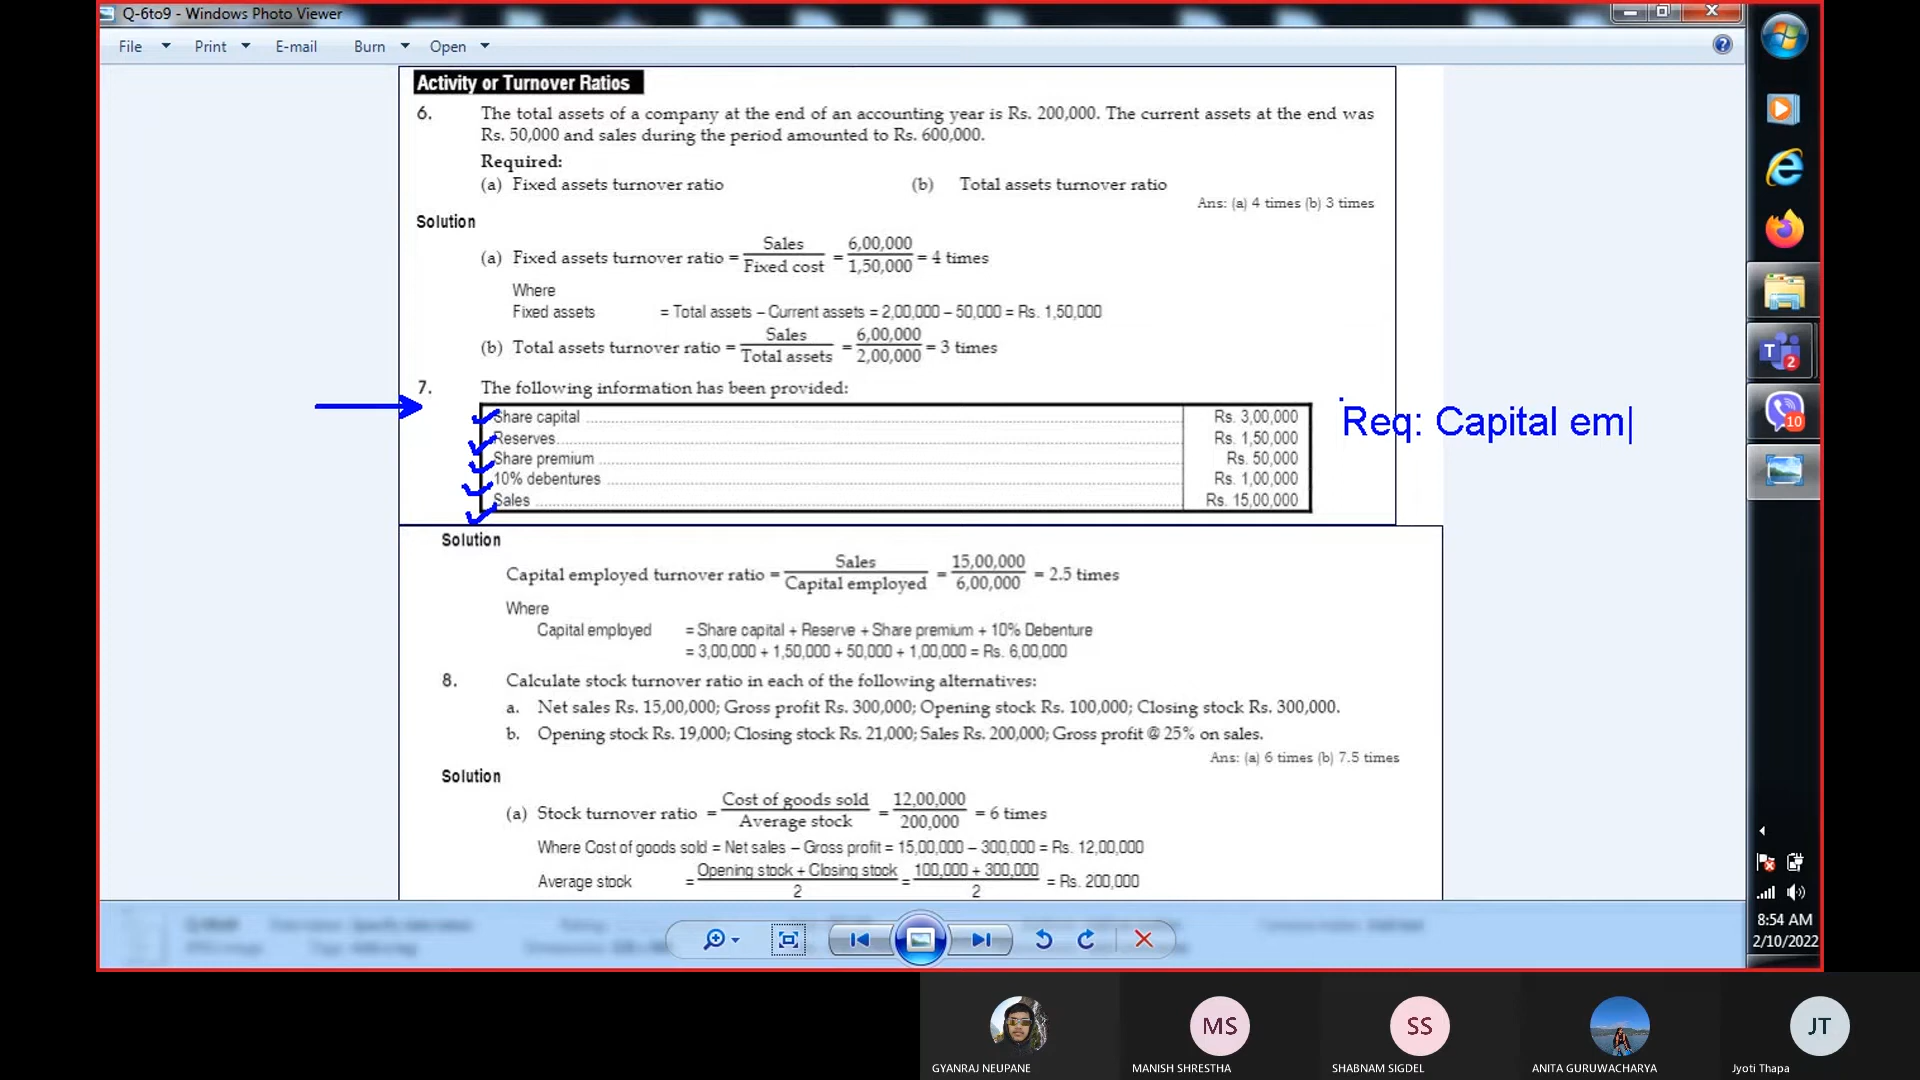 Q-6to9 - Windows Photo Viewer
File Print E-mail Burn Open
Activity or Turnover Ratios
6. The total assets of a company at the end of an accounting year is Rs. 200,000. The current assets at the end was
Rs. 50,000 and sales during the period amounted to Rs. 600,000.
Required:
(a) Fixed assets turnover ratio (b) Total assets turnover ratio
Ans: (a) 4 times (b) 3 times
Solution
(a) Fixed assets turnover ratio = Sales / Fixed cost = 6,00,000 / 1,50,000 = 4 times
Where
Fixed assets = Total assets – Current assets = 2,00,000 – 50,000 = Rs. 1,50,000
(b) Total assets turnover ratio = Sales / Total assets = 6,00,000 / 2,00,000 = 3 times
7. The following information has been provided:
Share capital Rs. 3,00,000
Reserves Rs. 1,50,000
Share premium Rs. 50,000
10% debentures Rs. 1,00,000
Sales Rs. 15,00,000
Req: Capital em
Solution
Capital employed turnover ratio = Sales / Capital employed = 15,00,000 / 6,00,000 = 2.5 times
Where
Capital employed = Share capital + Reserve + Share premium + 10% Debenture
= 3,00,000 + 1,50,000 + 50,000 + 1,00,000 = Rs. 6,00,000
8. Calculate stock turnover ratio in each of the following alternatives:
a. Net sales Rs. 15,00,000; Gross profit Rs. 300,000; Opening stock Rs. 100,000; Closing stock Rs. 300,000.
b. Opening stock Rs. 19,000; Closing stock Rs. 21,000; Sales Rs. 200,000; Gross profit @ 25% on sales.
Ans: (a) 6 times (b) 7.5 times
Solution
(a) Stock turnover ratio = Cost of goods sold / Average stock = 12,00,000 / 200,000 = 6 times
Where Cost of goods sold = Net sales – Gross profit = 15,00,000 – 300,000 = Rs. 12,00,000
Average stock = Opening stock + Closing stock / 2 = 100,000 + 300,000 / 2 = Rs. 200,000
2
10
8:54 AM
2/10/2022
GYANRAJ NEUPANE
MS
MANISH SHRESTHA
SS
SHABNAM SIGDEL
ANITA GURUWACHARYA
JT
Jyoti Thapa